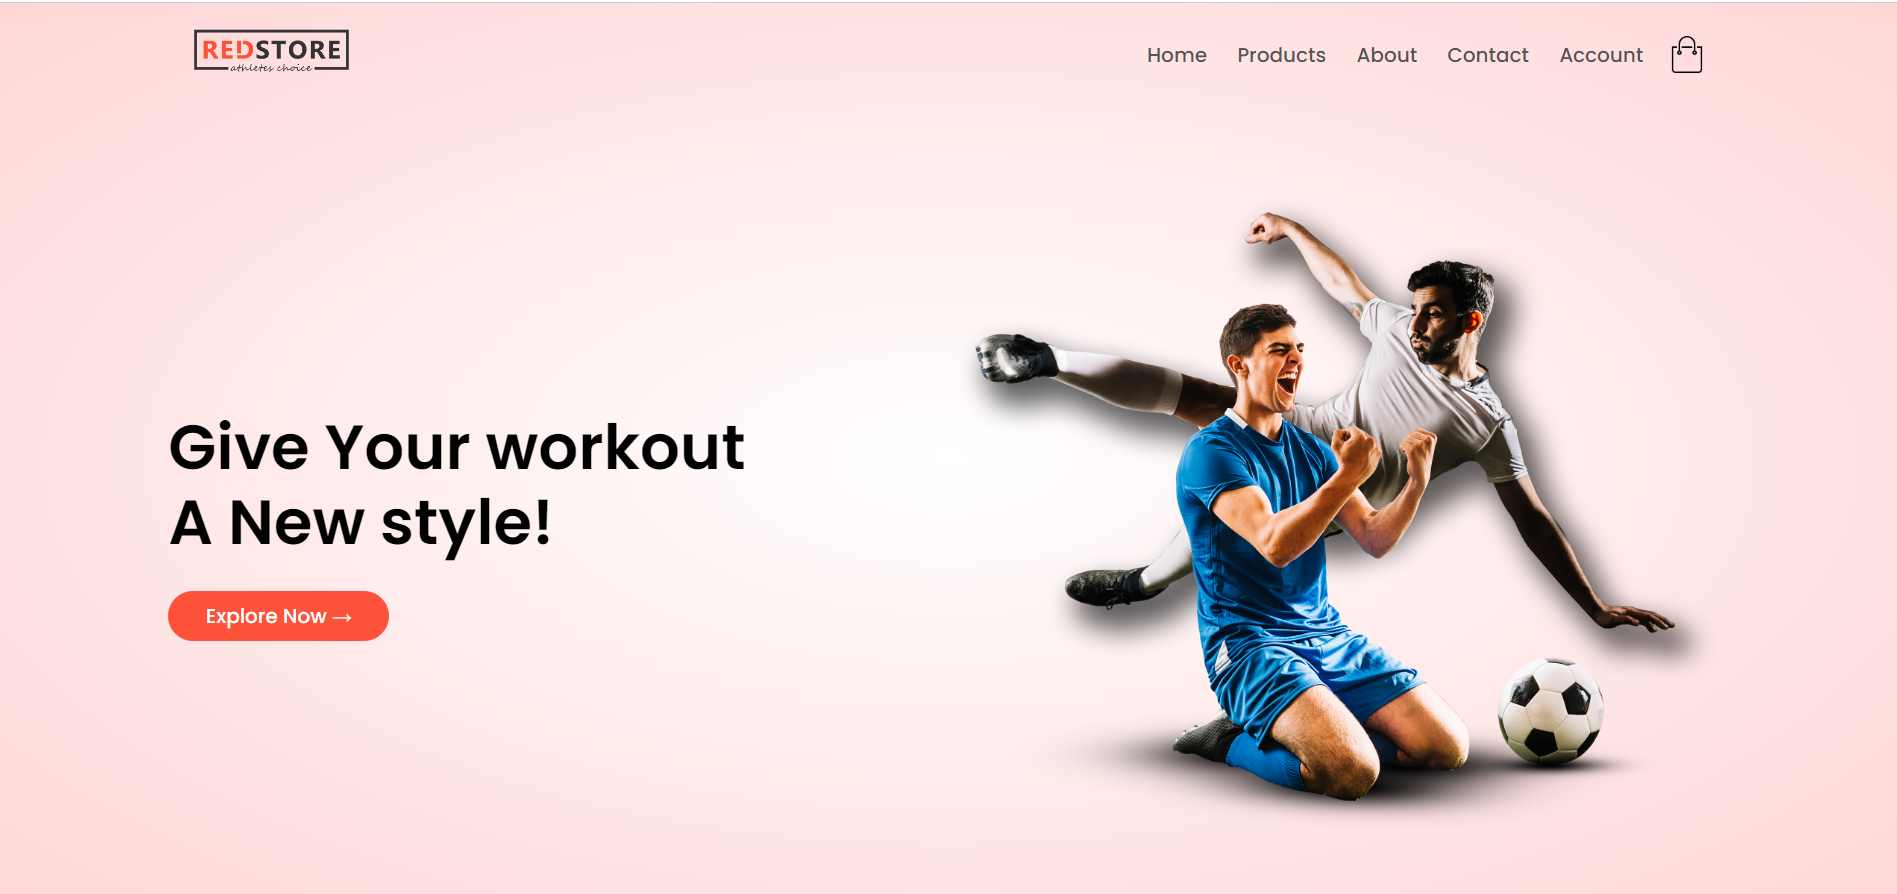 REDSTORE
athletes choice
Home Products About Contact Account
Give Your workout
A New style!
Explore Now →